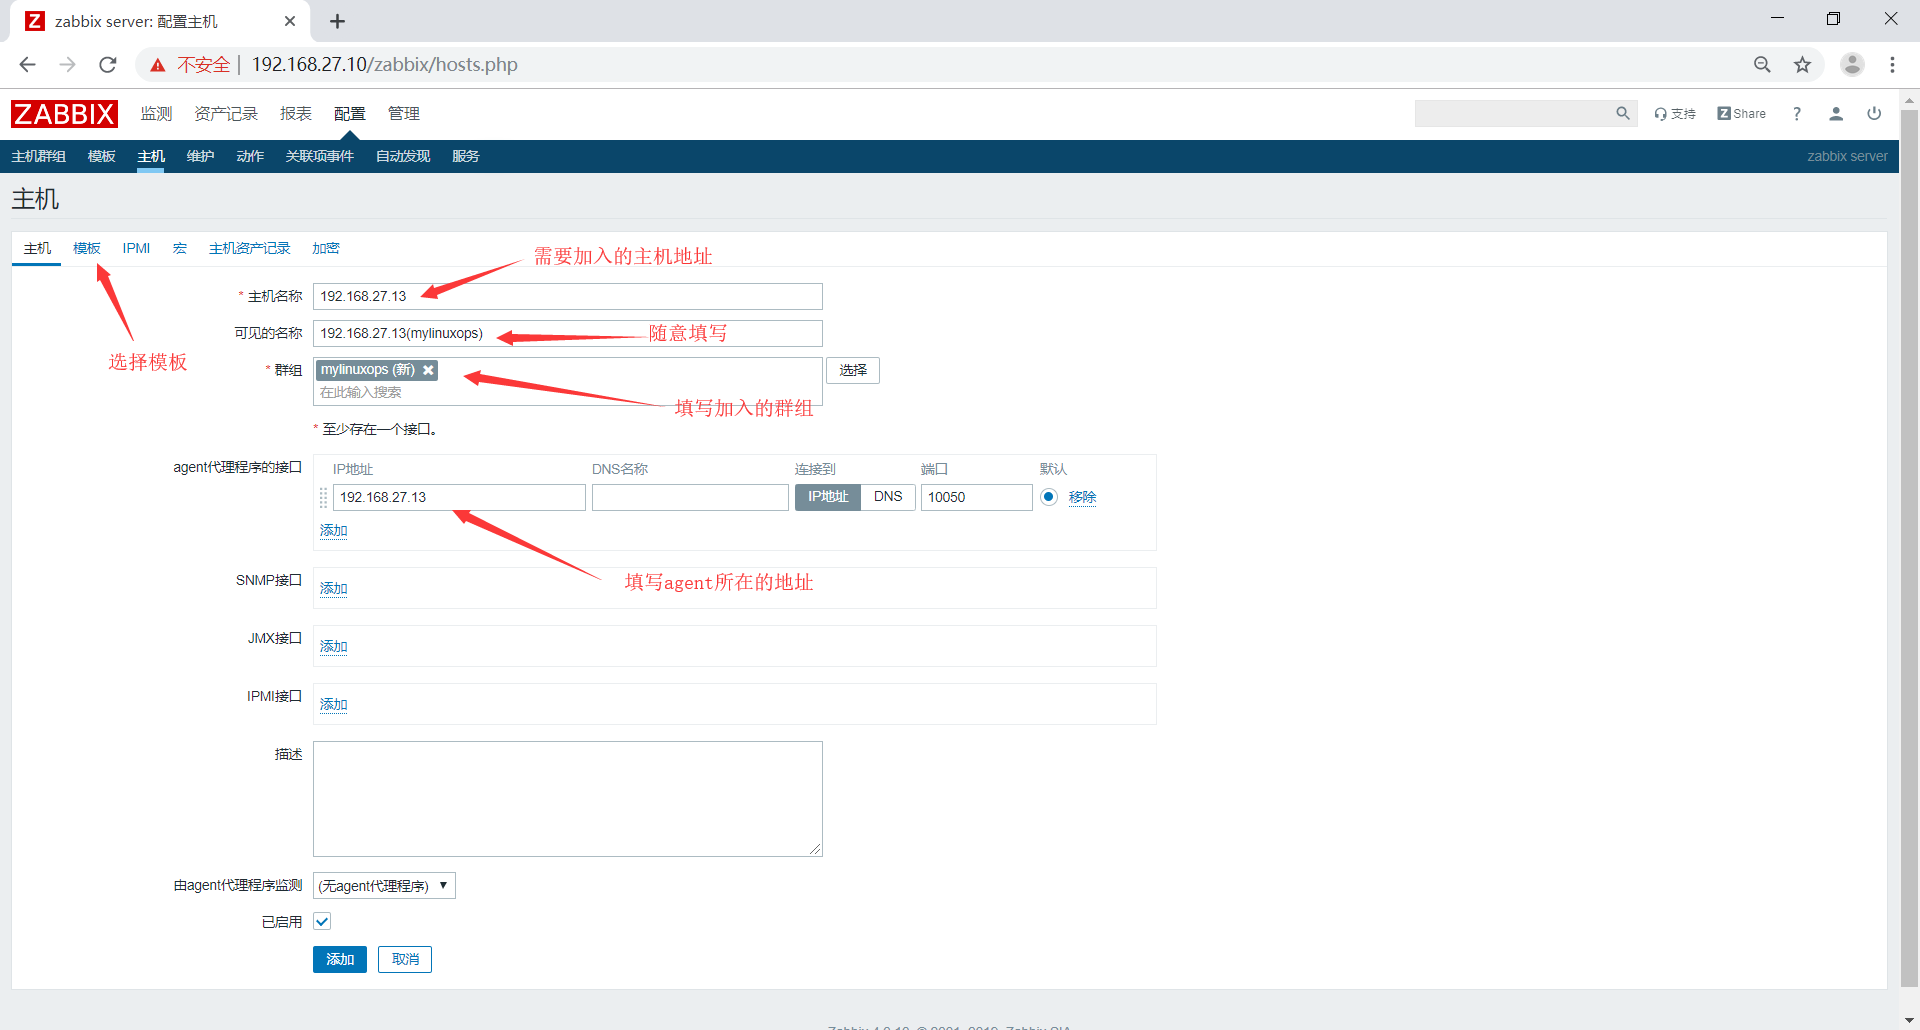 Z zabbix server: 配置主机
不安全 | 192.168.27.10/zabbix/hosts.php
ZABBIX 监测 资产记录 报表 配置 管理 支持 Z Share ?
主机群组 模板 主机 维护 动作 关联项事件 自动发现 服务 zabbix server
主机
主机 模板 IPMI 宏 主机资产记录 加密
需要加入的主机地址
* 主机名称 192.168.27.13
可见的名称 192.168.27.13(mylinuxops) 随意填写
选择模板
* 群组 mylinuxops (新) 选择
在此输入搜索
填写加入的群组
* 至少存在一个接口。
agent代理程序的接口 IP地址 DNS名称 连接到 端口 默认
192.168.27.13 IP地址 DNS 10050 移除
添加
SNMP接口 添加
填写agent所在的地址
JMX接口 添加
IPMI接口 添加
描述
由agent代理程序监测 (无agent代理程序)
已启用
添加 取消